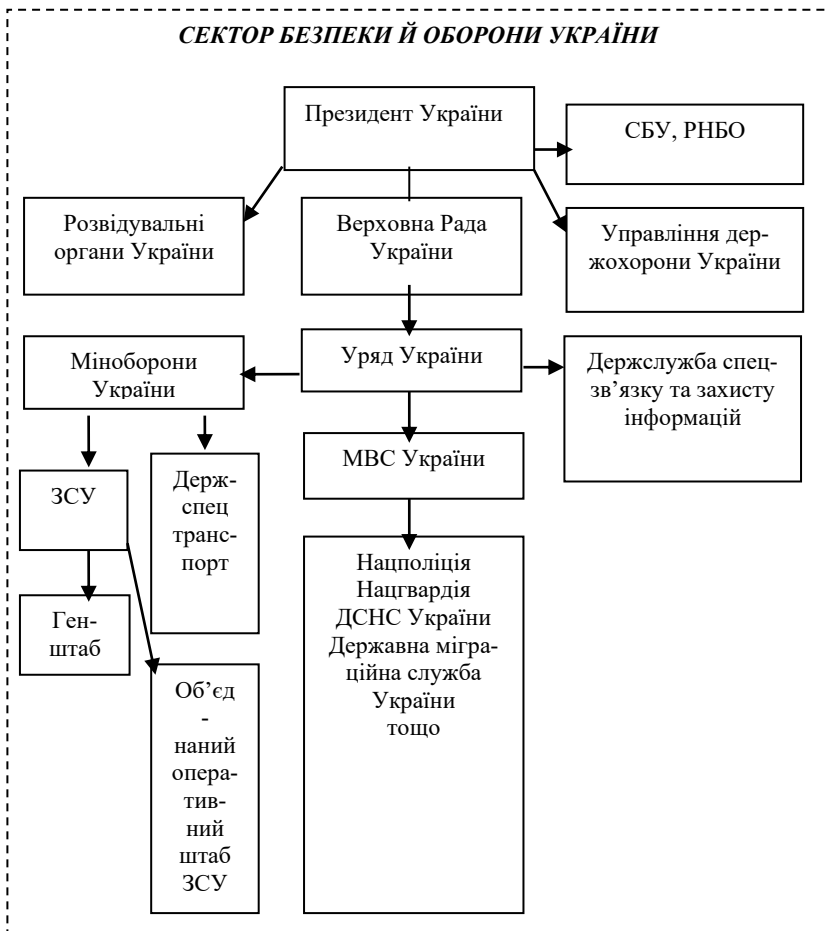 СЕКТОР БЕЗПЕКИ Й ОБОРОНИ УКРАЇНИ
Президент України
СБУ, РНБО
Розвідувальні
органи України
Верховна Рада
України
Управління дер-
жохорони України
Міноборони
України
Уряд України
Держслужба спец-
зв’язку та захисту
інформацій
ЗСУ
Держ-
спец
транс-
порт
МВС України
Ген-
штаб
Об’єд
-
наний
опера-
тив-
ний
штаб
ЗСУ
Нацполіція
Нацгвардія
ДСНС України
Державна мігра-
ційна служба
України
тощо